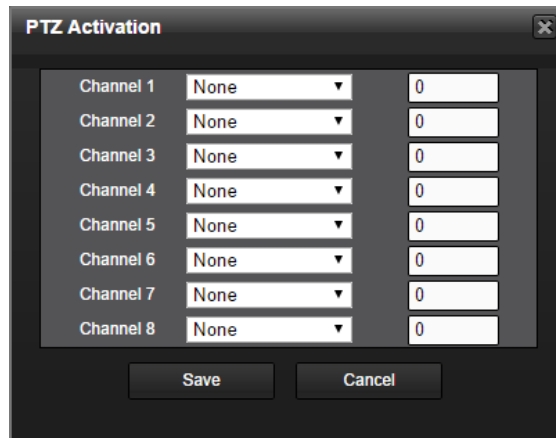 PTZ Activation
Channel 1 None 0
Channel 2 None 0
Channel 3 None 0
Channel 4 None 0
Channel 5 None 0
Channel 6 None 0
Channel 7 None 0
Channel 8 None 0
Save Cancel